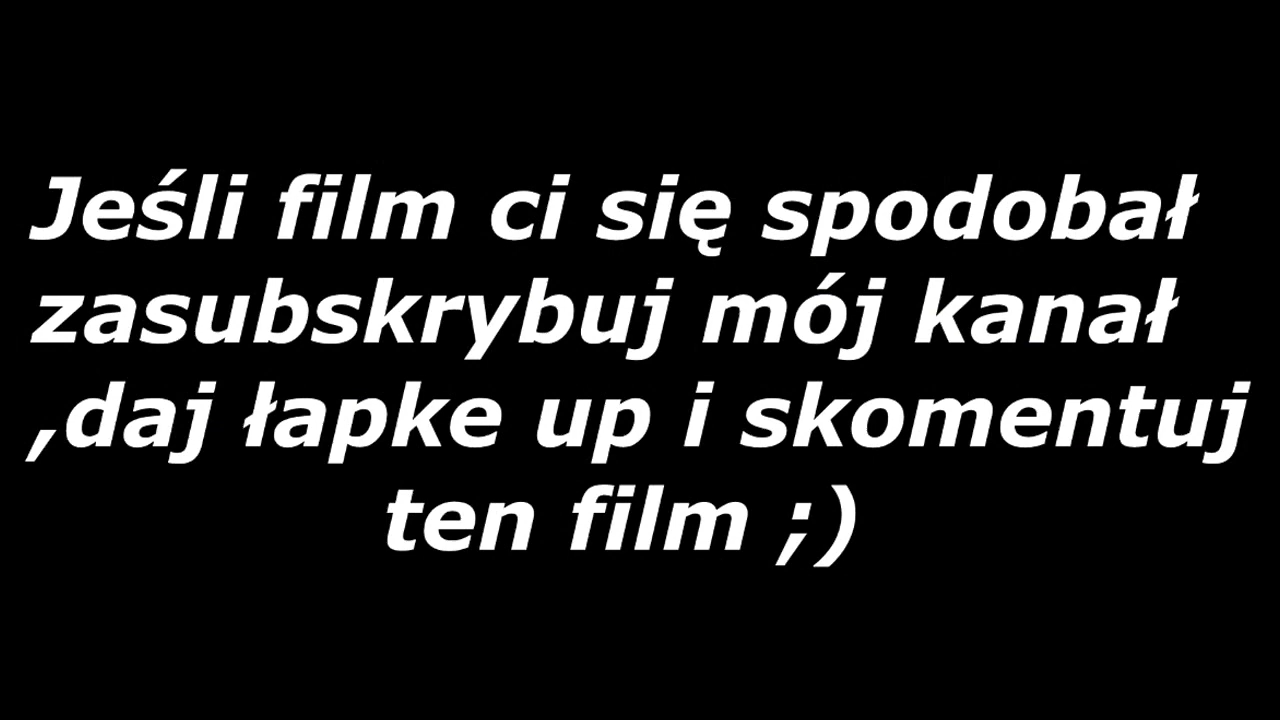 Jeśli film ci się spodobał
zasubskrybuj mój kanał
,daj łapke up i skomentuj
ten film ;)